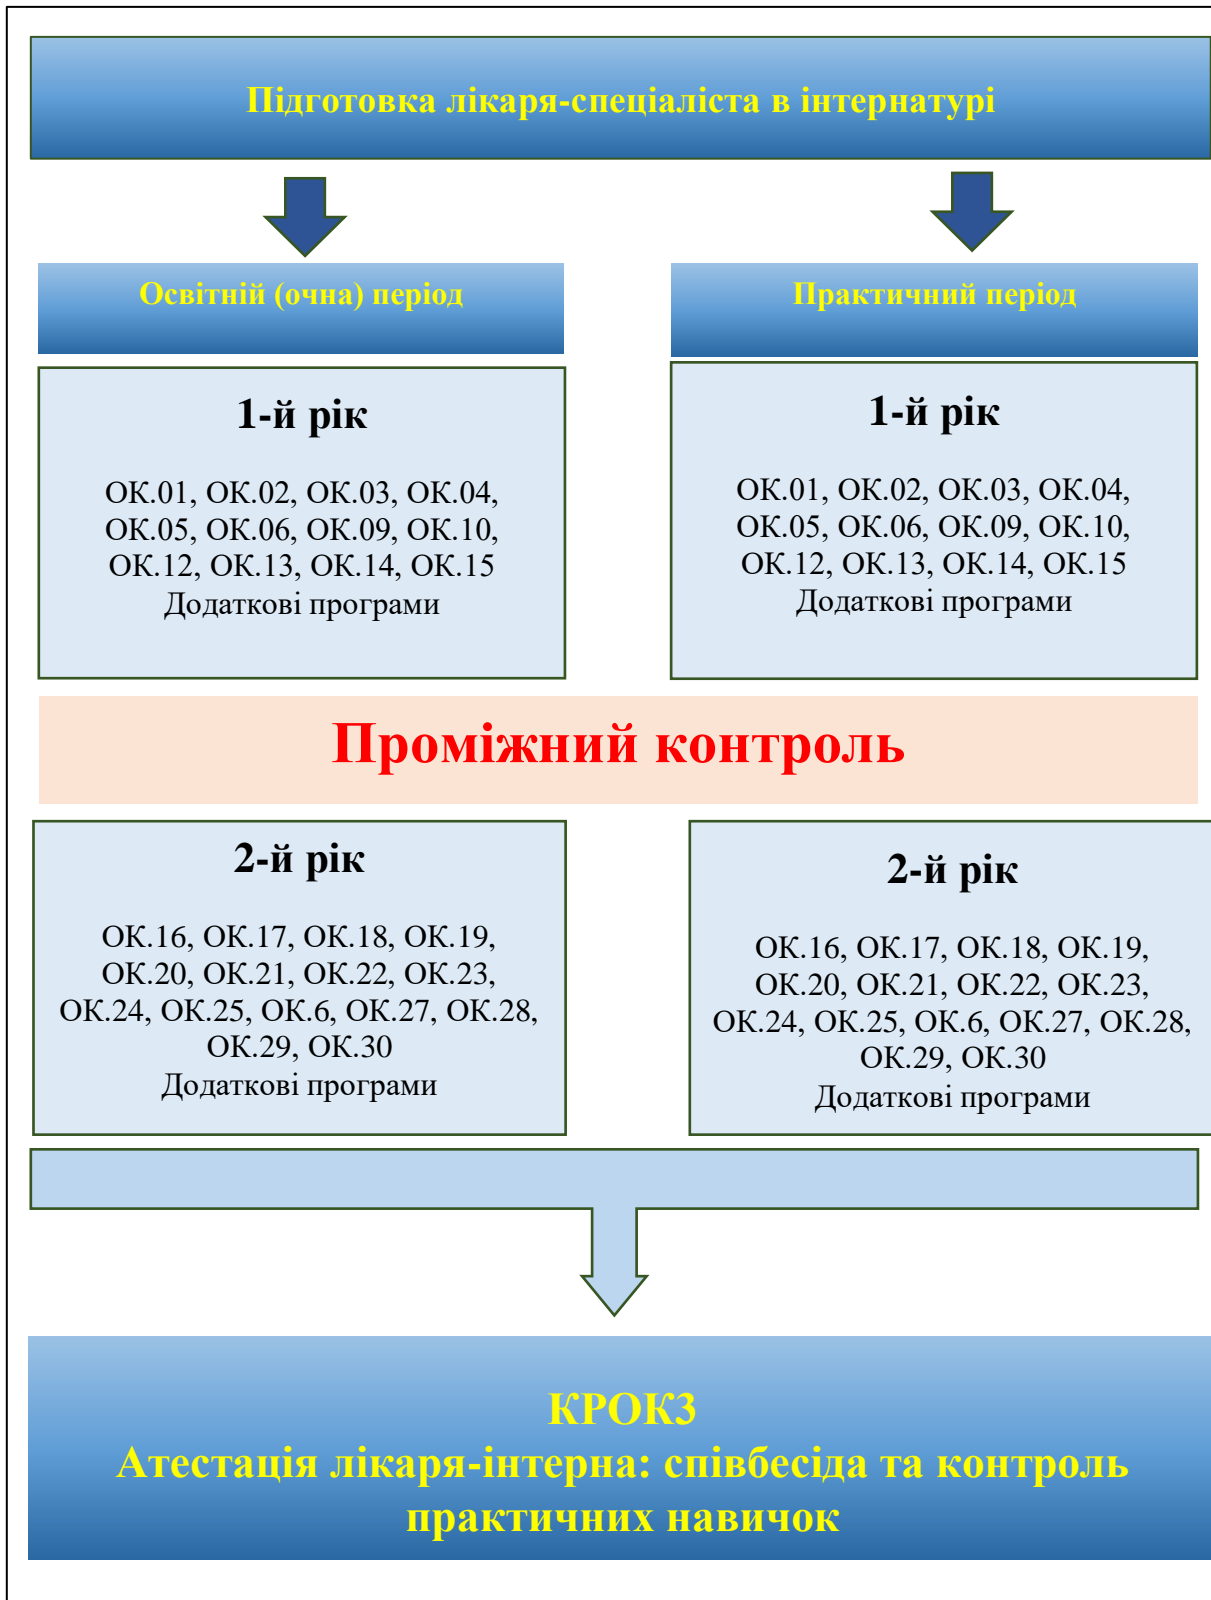 Підготовка лікаря-спеціаліста в інтернатурі
Освітній (очна) період
Практичний період
1-й рік
ОК.01, ОК.02, ОК.03, ОК.04,
ОК.05, ОК.06, ОК.09, ОК.10,
ОК.12, ОК.13, ОК.14, ОК.15
Додаткові програми
1-й рік
ОК.01, ОК.02, ОК.03, ОК.04,
ОК.05, ОК.06, ОК.09, ОК.10,
ОК.12, ОК.13, ОК.14, ОК.15
Додаткові програми
Проміжний контроль
2-й рік
ОК.16, ОК.17, ОК.18, ОК.19,
ОК.20, ОК.21, ОК.22, ОК.23,
ОК.24, ОК.25, ОК.6, ОК.27, ОК.28,
ОК.29, ОК.30
Додаткові програми
2-й рік
ОК.16, ОК.17, ОК.18, ОК.19,
ОК.20, ОК.21, ОК.22, ОК.23,
ОК.24, ОК.25, ОК.6, ОК.27, ОК.28,
ОК.29, ОК.30
Додаткові програми
КРОК3
Атестація лікаря-інтерна: співбесіда та контроль
практичних навичок